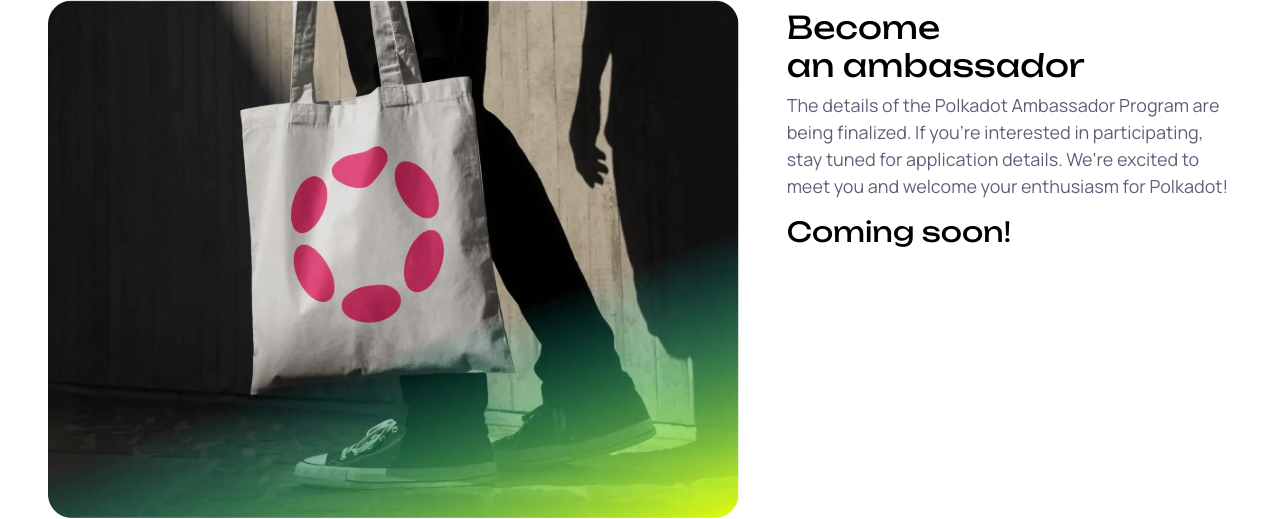 Become
an ambassador
The details of the Polkadot Ambassador Program are
being finalized. If you're interested in participating,
stay tuned for application details. We're excited to
meet you and welcome your enthusiasm for Polkadot!
Coming soon!